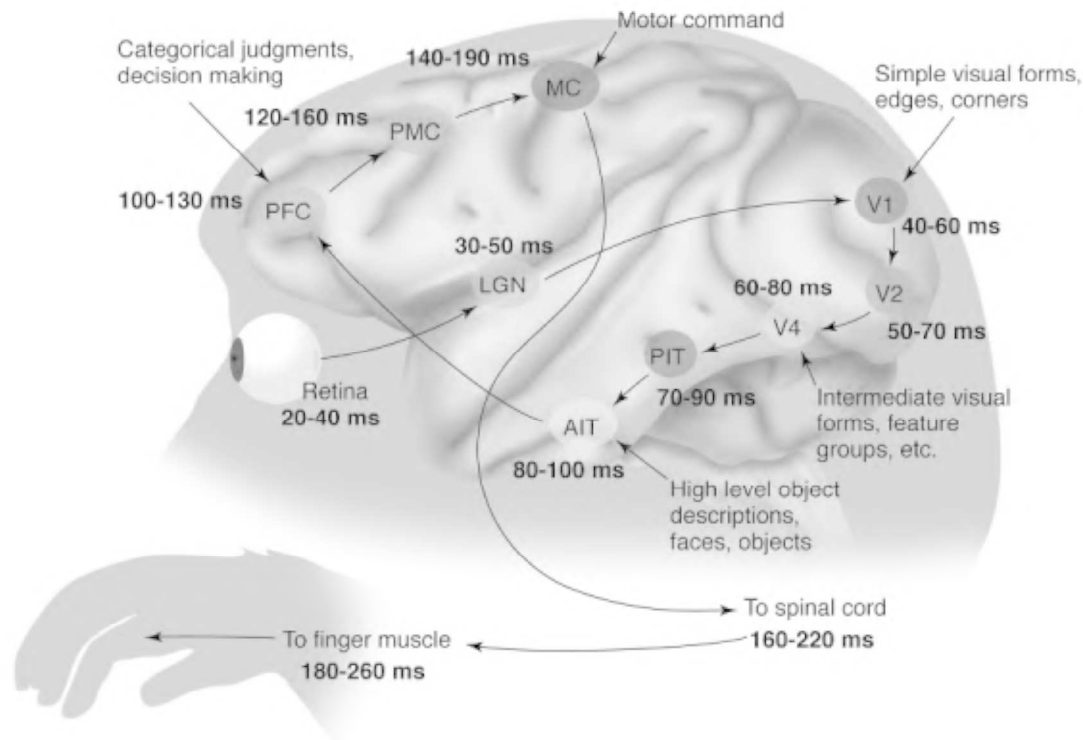 Motor command
Categorical judgments,
decision making
140-190 ms
MC
Simple visual forms,
edges, corners
120-160 ms
PMC
100-130 ms
PFC
V1
40-60 ms
30-50 ms
LGN
60-80 ms
V2
V4
50-70 ms
PIT
70-90 ms
Retina
20-40 ms
Intermediate visual
forms, feature
groups, etc.
AIT
80-100 ms
High level object
descriptions,
faces, objects
To spinal cord
160-220 ms
To finger muscle
180-260 ms